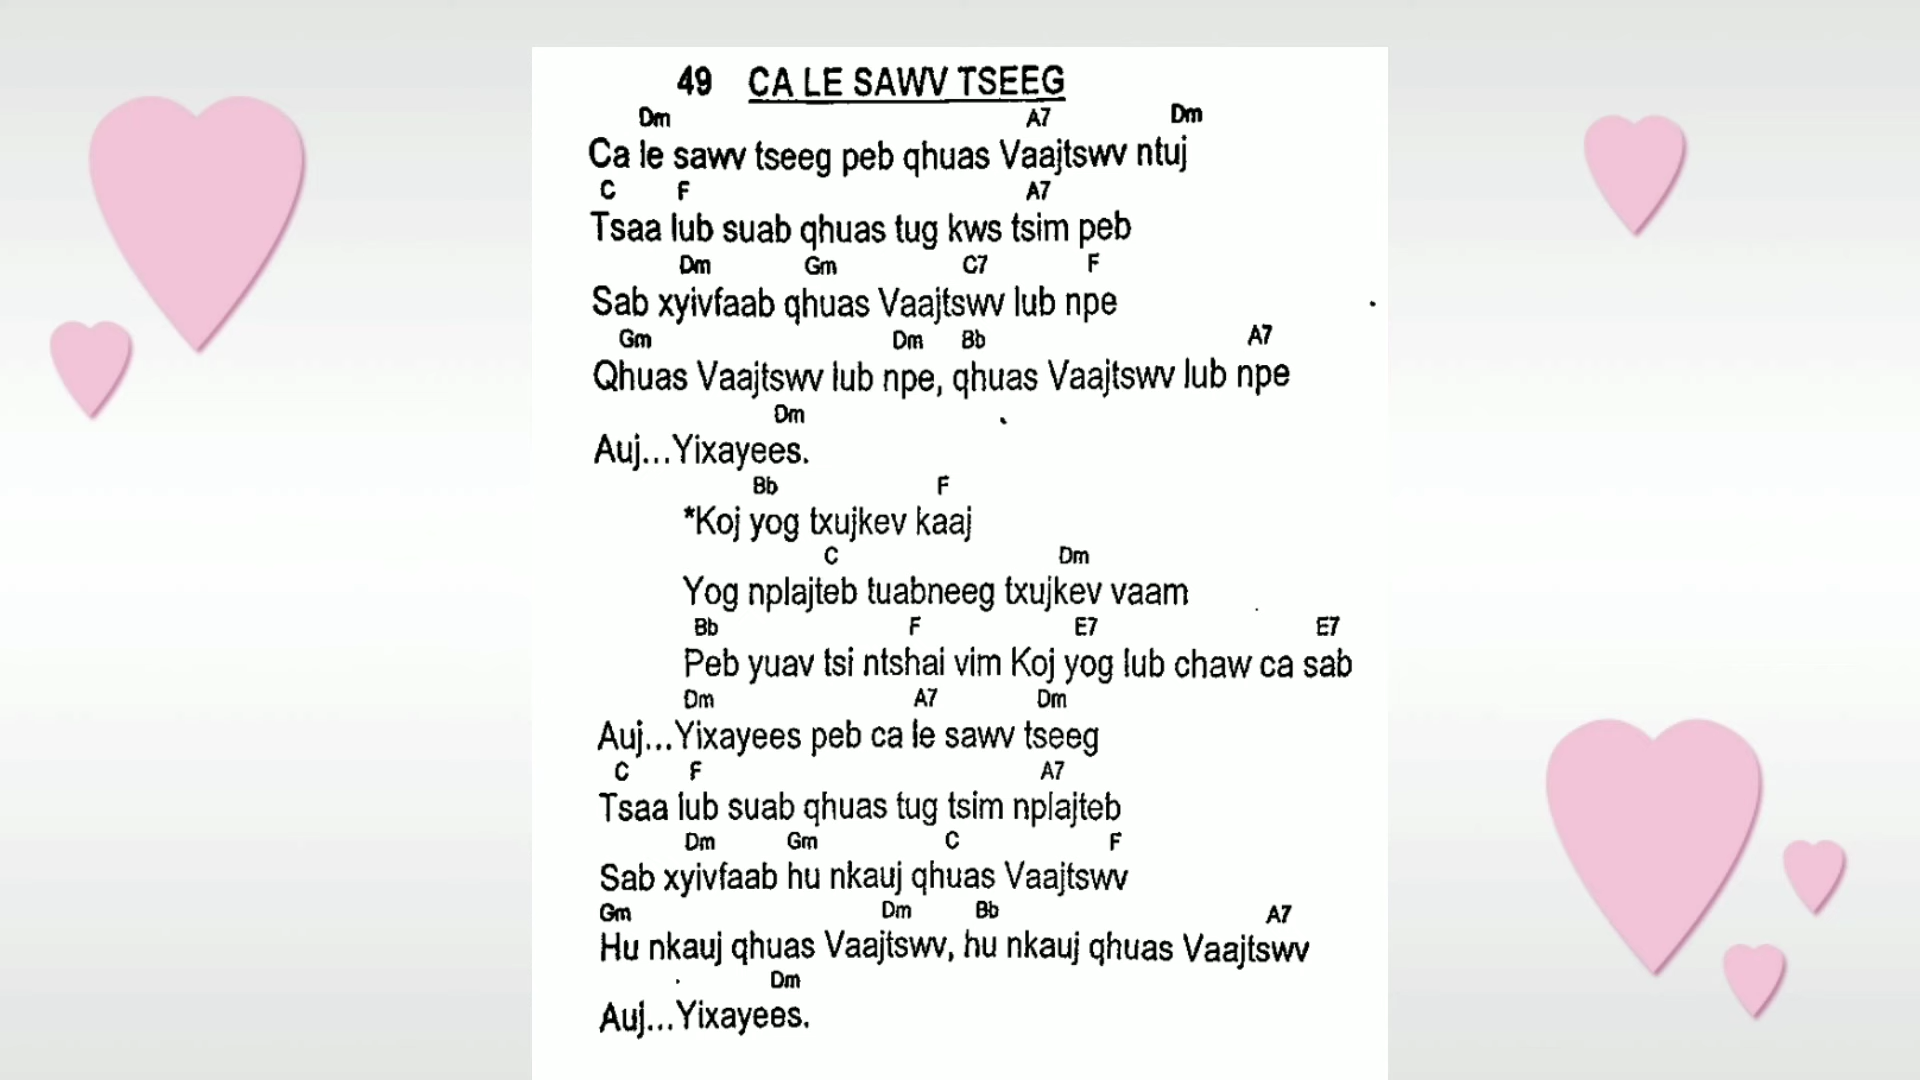 49 CA LE SAWV TSEEG
Dm A7 Dm
Ca le sawv tseeg peb qhuas Vaajtswv ntuj
C F A7
Tsaa lub suab qhuas tug kws tsim peb
Dm Gm C7 F
Sab xyivfaab qhuas Vaajtswv lub npe
Gm Dm Bb A7
Qhuas Vaajtswv lub npe, qhuas Vaajtswv lub npe
Dm
Auj...Yixayees.
Bb F
*Koj yog txujkev kaaj
C Dm
Yog nplajteb tuabneeg txujkev vaam
Bb F E7 E7
Peb yuav tsi ntshai vim Koj yog lub chaw ca sab
Dm A7 Dm
Auj...Yixayees peb ca le sawv tseeg
C F A7
Tsaa lub suab qhuas tug tsim nplajteb
Dm Gm C F
Sab xyivfaab hu nkauj qhuas Vaajtswv
Gm Dm Bb A7
Hu nkauj qhuas Vaajtswv, hu nkauj qhuas Vaajtswv
Dm
Auj...Yixayees.